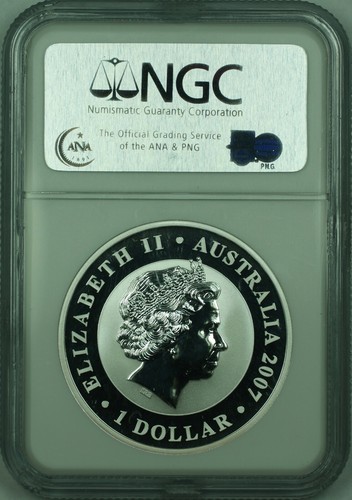 NGC
Numismatic Guaranty Corporation
The Official Grading Service
of the ANA & PNG
ANA
PNG
ELIZABETH II • AUSTRALIA 2007 • 1 DOLLAR •